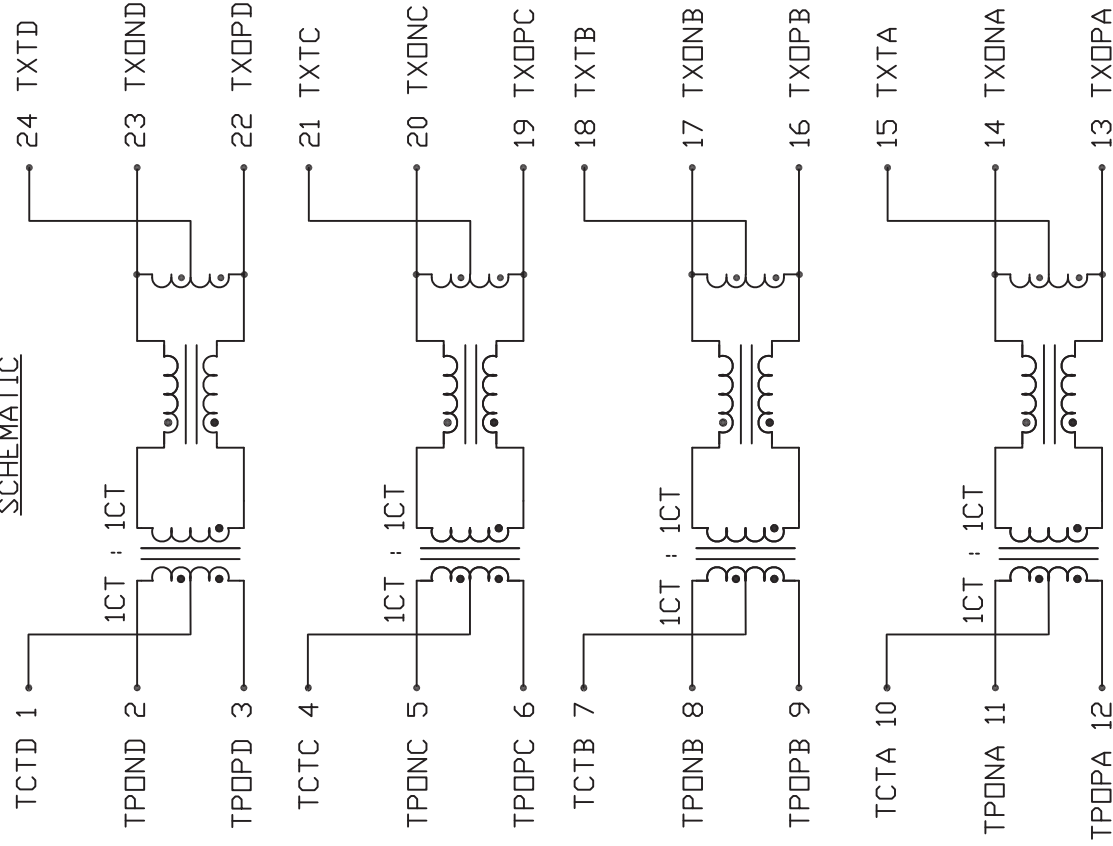 SCHEMATIC
TCTD 1
24 TXTD
1CT : 1CT
TPOND 2
23 TXOND
TPOPD 3
22 TXOPD
TCTC 4
21 TXTC
1CT : 1CT
TPONC 5
20 TXONC
TPOPC 6
19 TXOPC
TCTB 7
18 TXTB
1CT : 1CT
TPONB 8
17 TXONB
TPOPB 9
16 TXOPB
TCTA 10
15 TXTA
1CT : 1CT
TPONA 11
14 TXONA
TPOPA 12
13 TXOPA